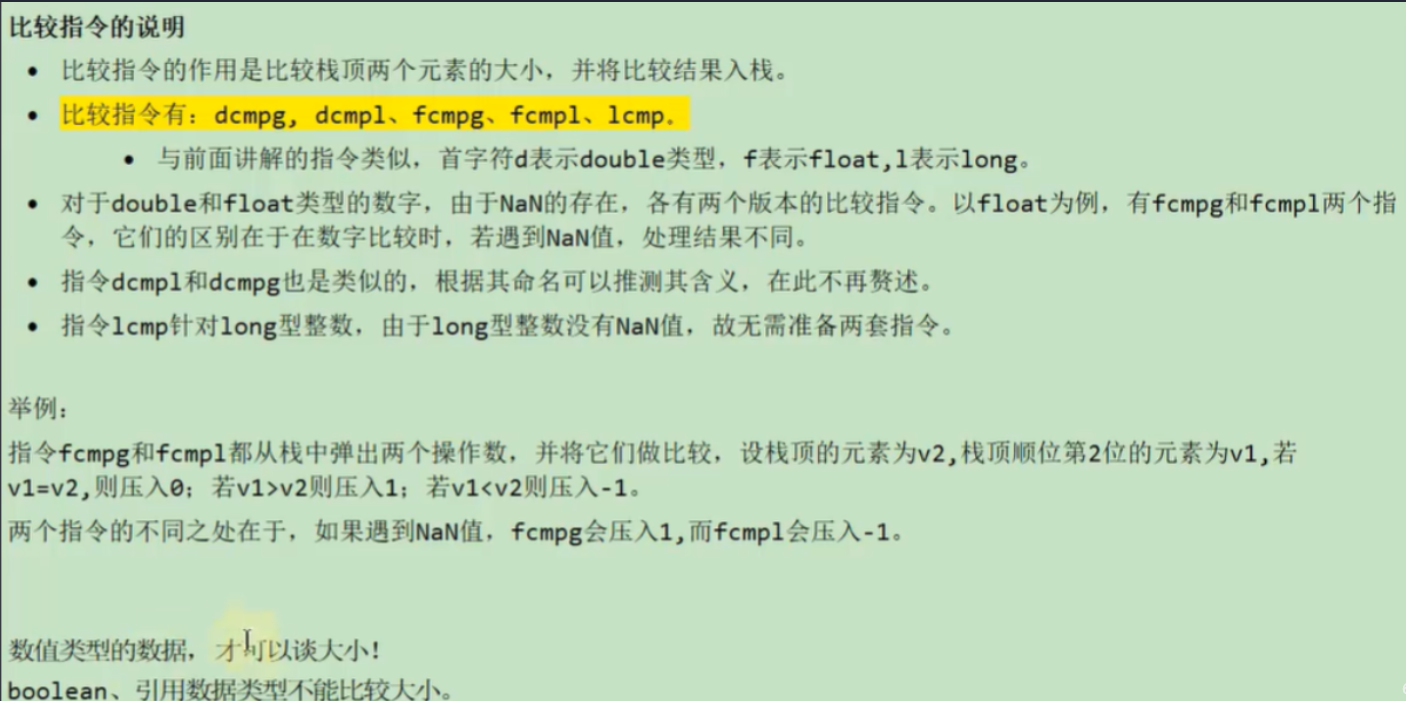 比较指令的说明
• 比较指令的作用是比较栈顶两个元素的大小，并将比较结果入栈。
• 比较指令有：dcmpg, dcmpl、fcmpg、fcmpl、lcmp。
• 与前面讲解的指令类似，首字符d表示double类型，f表示float,l表示long。
• 对于double和float类型的数字，由于NaN的存在，各有两个版本的比较指令。以float为例，有fcmpg和fcmpl两个指
令，它们的区别在于在数字比较时，若遇到NaN值，处理结果不同。
• 指令dcmpl和dcmpg也是类似的，根据其命名可以推测其含义，在此不再赘述。
• 指令lcmp针对long型整数，由于long型整数没有NaN值，故无需准备两套指令。
举例：
指令fcmpg和fcmpl都从栈中弹出两个操作数，并将它们做比较，设栈顶的元素为v2,栈顶顺位第2位的元素为v1,若
v1=v2,则压入0；若v1>v2则压入1；若v1<v2则压入-1。
两个指令的不同之处在于，如果遇到NaN值，fcmpg会压入1,而fcmpl会压入-1。
数值类型的数据，才可以谈大小！
boolean、引用数据类型不能比较大小。